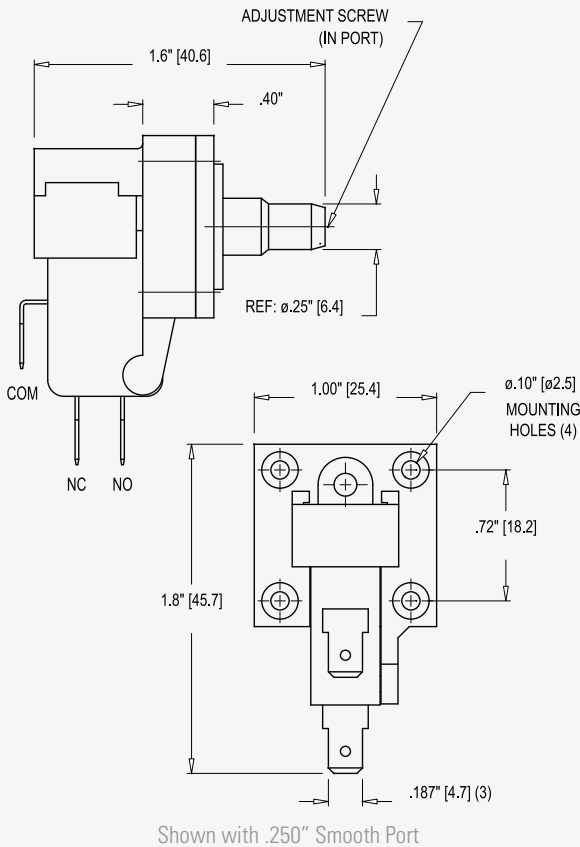 ADJUSTMENT SCREW
(IN PORT)
1.6" [40.6]
.40"
REF: ø.25" [6.4]
COM
NC NO
1.00" [25.4]
ø.10" [ø2.5]
MOUNTING
HOLES (4)
.72" [18.2]
1.8" [45.7]
.187" [4.7] (3)
Shown with .250” Smooth Port